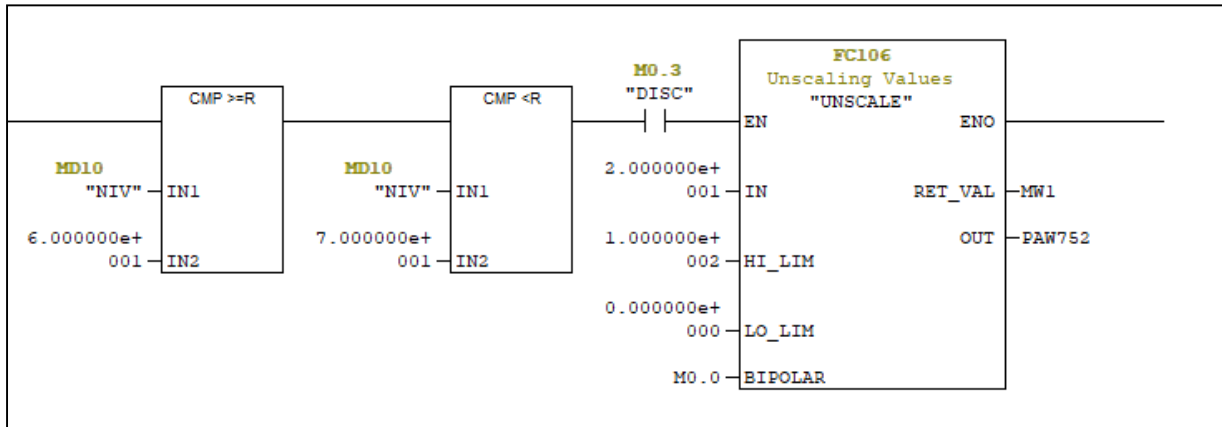 CMP >=R
MD10
"NIV"
IN1
6.000000e+
001
IN2
CMP <R
MD10
"NIV"
IN1
7.000000e+
001
IN2
M0.3
"DISC"
FC106
Unscaling Values
"UNSCALE"
EN
ENO
2.000000e+
001
IN
RET_VAL
MW1
1.000000e+
002
HI_LIM
OUT
PAW752
0.000000e+
000
LO_LIM
M0.0
BIPOLAR